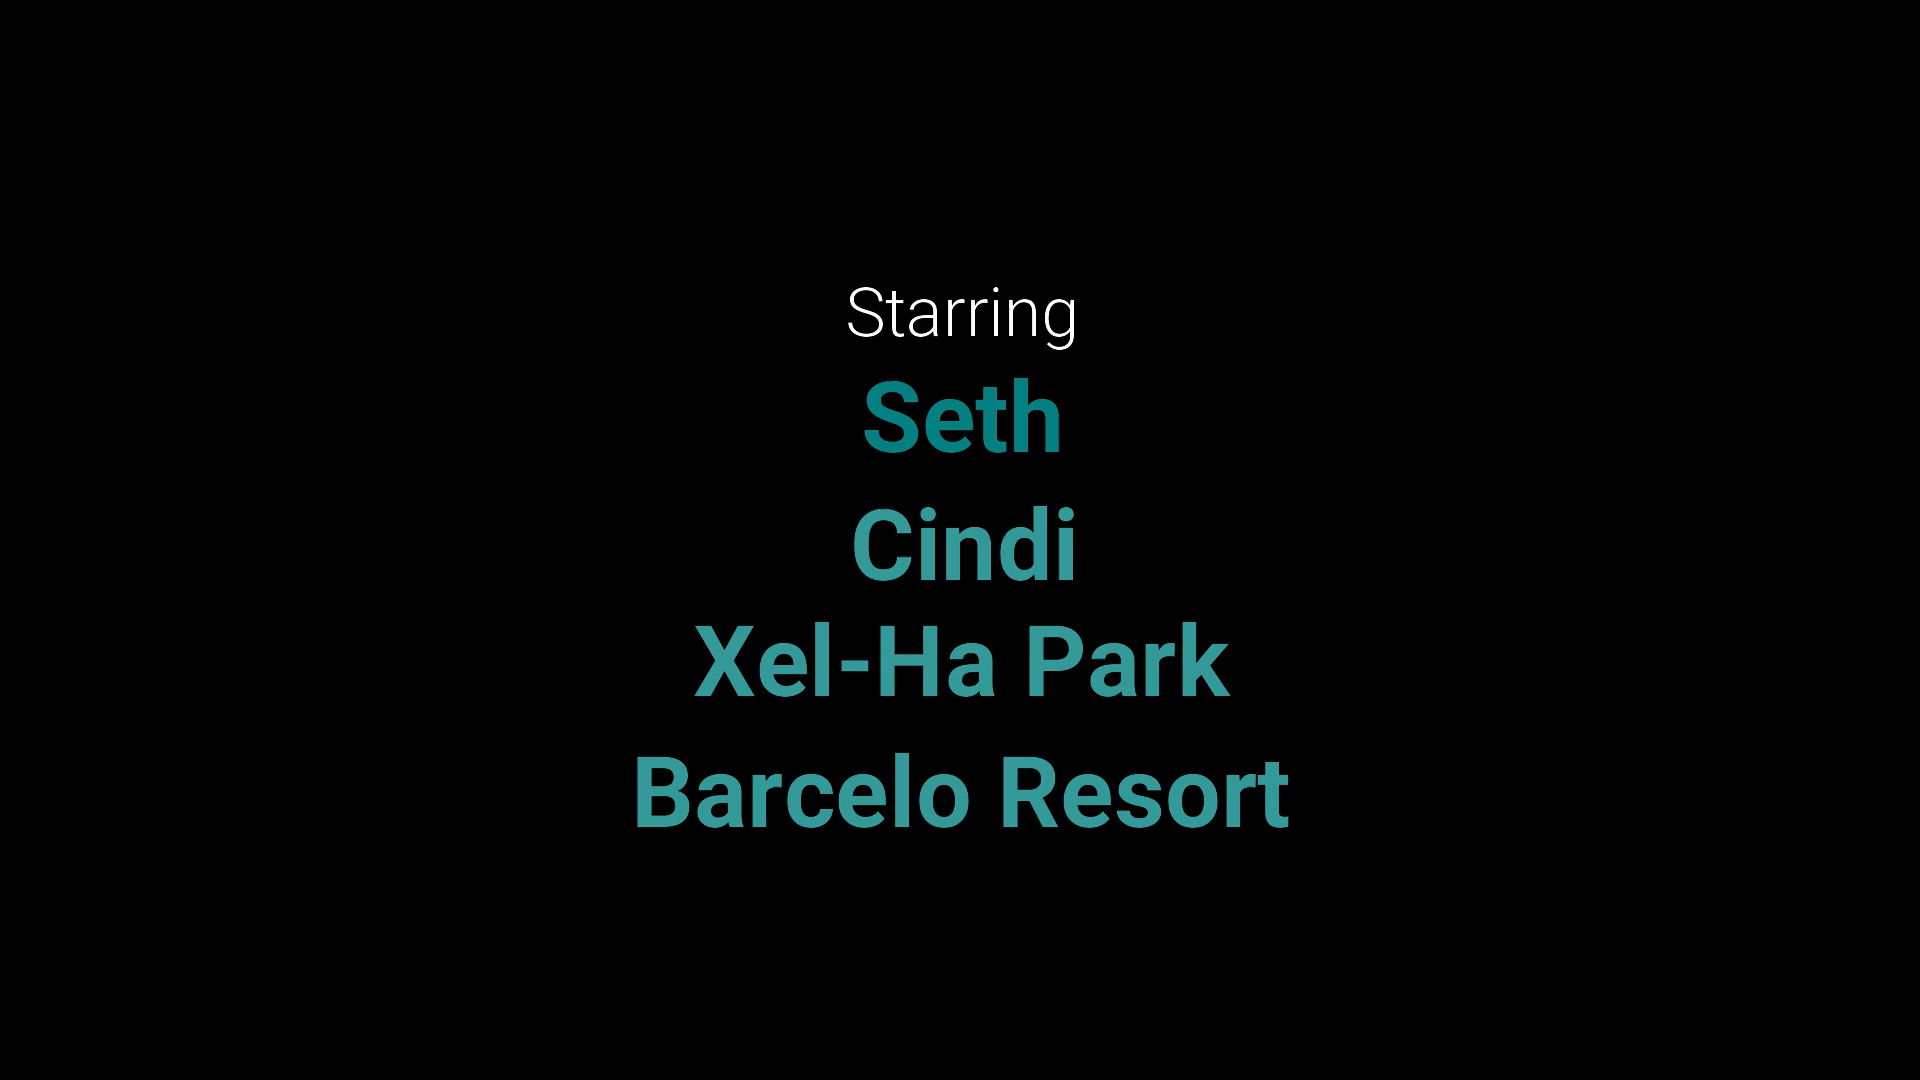 Starring
Seth
Cindi
Xel-Ha Park
Barcelo Resort